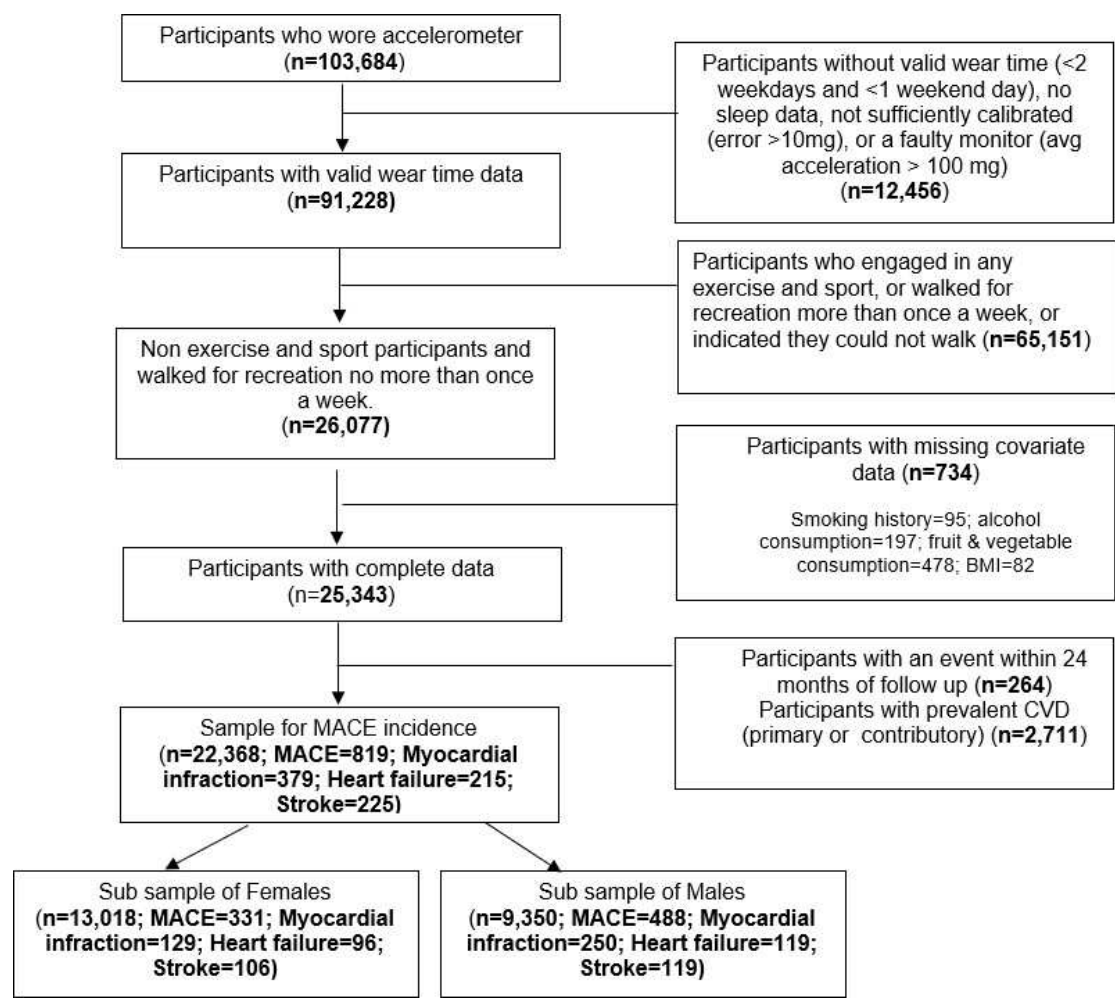 Participants who wore accelerometer
(n=103,684)
Participants without valid wear time (<2
weekdays and <1 weekend day), no
sleep data, not sufficiently calibrated
(error >10mg), or a faulty monitor (avg
acceleration > 100 mg)
(n=12,456)
Participants with valid wear time data
(n=91,228)
Participants who engaged in any
exercise and sport, or walked for
recreation more than once a week, or
indicated they could not walk (n=65,151)
Non exercise and sport participants and
walked for recreation no more than once
a week.
(n=26,077)
Participants with missing covariate
data (n=734)
Smoking history=95; alcohol
consumption=197; fruit & vegetable
consumption=478; BMI=82
Participants with complete data
(n=25,343)
Participants with an event within 24
months of follow up (n=264)
Participants with prevalent CVD
(primary or contributory) (n=2,711)
Sample for MACE incidence
(n=22,368; MACE=819; Myocardial
infraction=379; Heart failure=215;
Stroke=225)
Sub sample of Females
(n=13,018; MACE=331; Myocardial
infraction=129; Heart failure=96;
Stroke=106)
Sub sample of Males
(n=9,350; MACE=488; Myocardial
infraction=250; Heart failure=119;
Stroke=119)